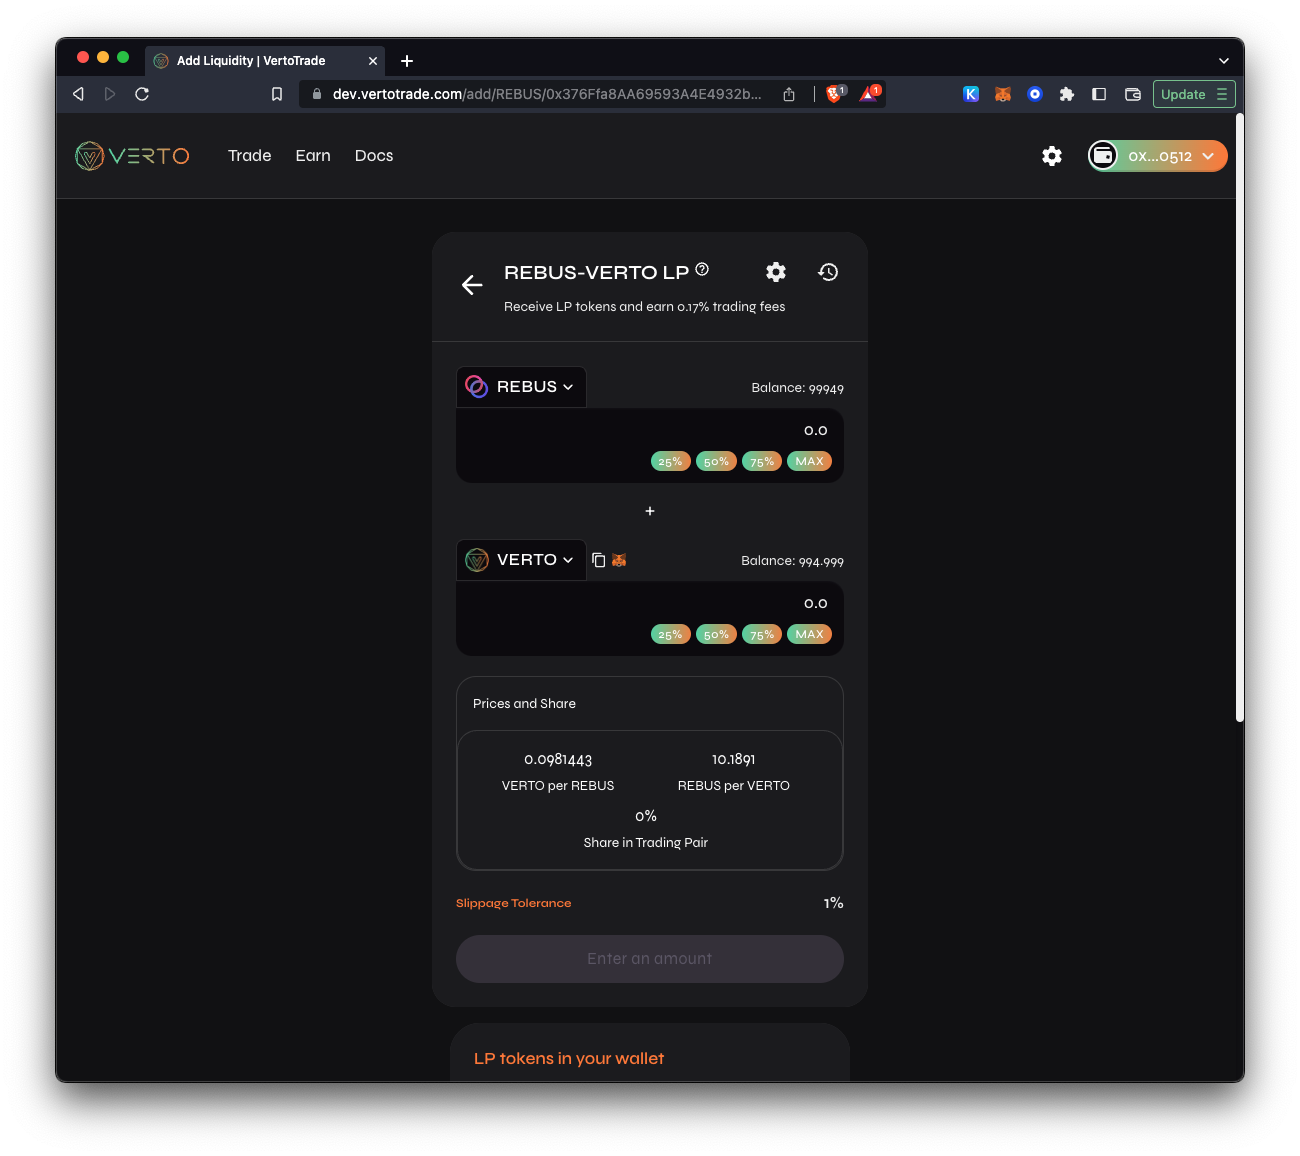 Add Liquidity | VertoTrade
dev.vertotrade.com/add/REBUS/0x376Ffa8AA69593A4E4932b...
1
1
K
Update
VERTO
Trade
Earn
Docs
0x...0512
REBUS-VERTO LP
Receive LP tokens and earn 0.17% trading fees
REBUS
Balance: 99949
0.0
25% 50% 75% MAX
+
VERTO
Balance: 994.999
0.0
25% 50% 75% MAX
Prices and Share
0.0981443 10.1891
VERTO per REBUS REBUS per VERTO
0%
Share in Trading Pair
Slippage Tolerance 1%
Enter an amount
LP tokens in your wallet